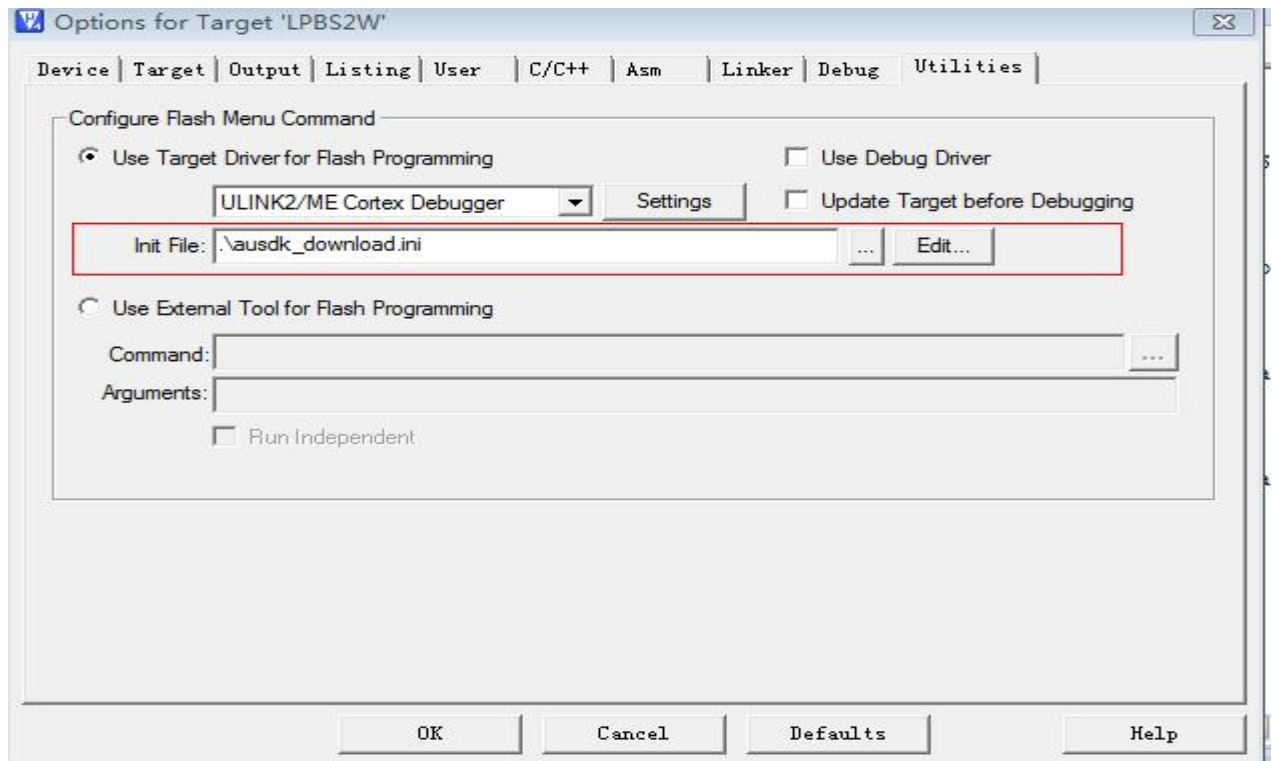 Options for Target 'LPBS2W'
Device Target Output Listing User C/C++ Asm Linker Debug Utilities
Configure Flash Menu Command
Use Target Driver for Flash Programming Use Debug Driver
ULINK2/ME Cortex Debugger Settings Update Target before Debugging
Init File: .\ausdk_download.ini ... Edit...
Use External Tool for Flash Programming
Command: ...
Arguments:
Run Independent
OK Cancel Defaults Help